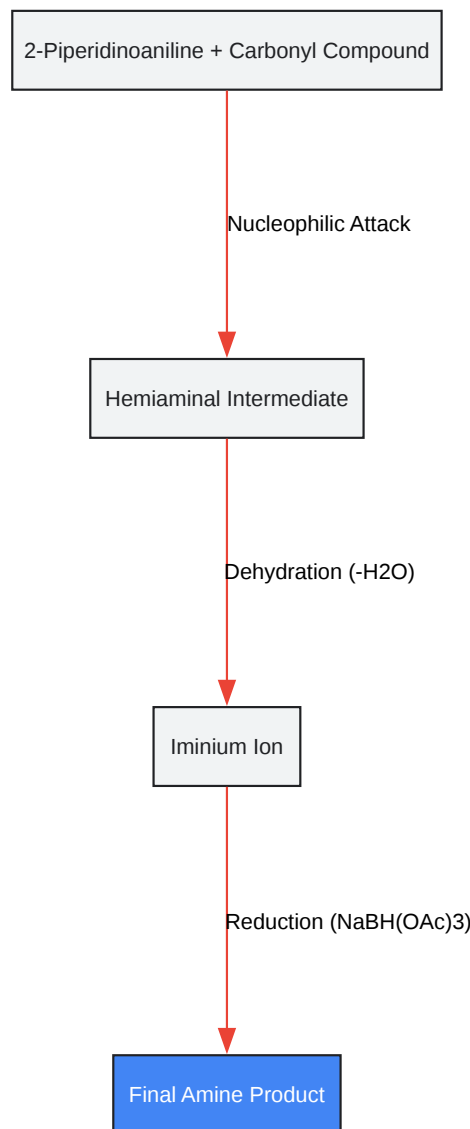 2-Piperidinoaniline + Carbonyl Compound
Nucleophilic Attack
Hemiaminal Intermediate
Dehydration (-H2O)
Iminium Ion
Reduction (NaBH(OAc)3)
Final Amine Product